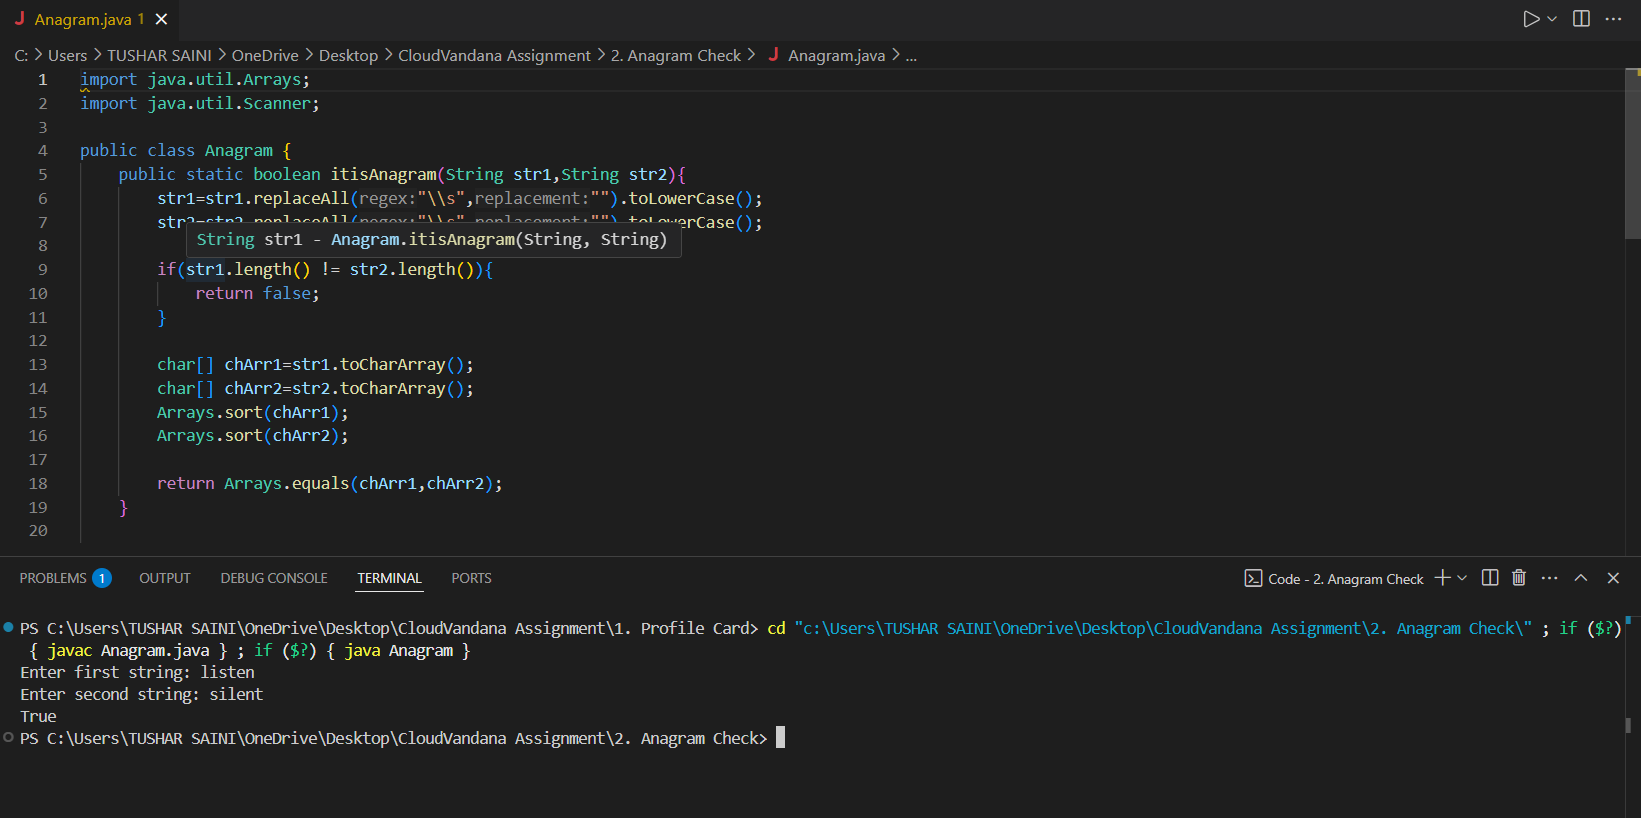 Anagram.java 1
C: > Users > TUSHAR SAINI > OneDrive > Desktop > CloudVandana Assignment > 2. Anagram Check > Anagram.java > ...
1 import java.util.Arrays;
2 import java.util.Scanner;
3
4 public class Anagram {
5 public static boolean itisAnagram(String str1,String str2){
6 str1=str1.replaceAll(regex:"\\s",replacement:"").toLowerCase();
7 str2=str2.replaceAll(regex:"\\s",replacement:"").toLowerCase();
String str1 - Anagram.itisAnagram(String, String)
8
9 if(str1.length() != str2.length()){
10 return false;
11 }
12
13 char[] chArr1=str1.toCharArray();
14 char[] chArr2=str2.toCharArray();
15 Arrays.sort(chArr1);
16 Arrays.sort(chArr2);
17
18 return Arrays.equals(chArr1,chArr2);
19 }
20
PROBLEMS 1 OUTPUT DEBUG CONSOLE TERMINAL PORTS Code - 2. Anagram Check
PS C:\Users\TUSHAR SAINI\OneDrive\Desktop\CloudVandana Assignment\1. Profile Card> cd "c:\Users\TUSHAR SAINI\OneDrive\Desktop\CloudVandana Assignment\2. Anagram Check\" ; if ($?)
{ javac Anagram.java } ; if ($?) { java Anagram }
Enter first string: listen
Enter second string: silent
True
PS C:\Users\TUSHAR SAINI\OneDrive\Desktop\CloudVandana Assignment\2. Anagram Check>